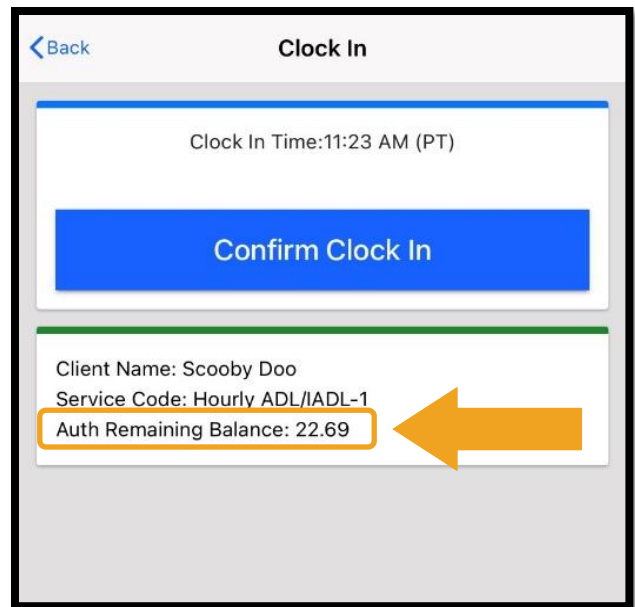 Back
Clock In
Clock In Time:11:23 AM (PT)
Confirm Clock In
Client Name: Scooby Doo
Service Code: Hourly ADL/IADL-1
Auth Remaining Balance: 22.69